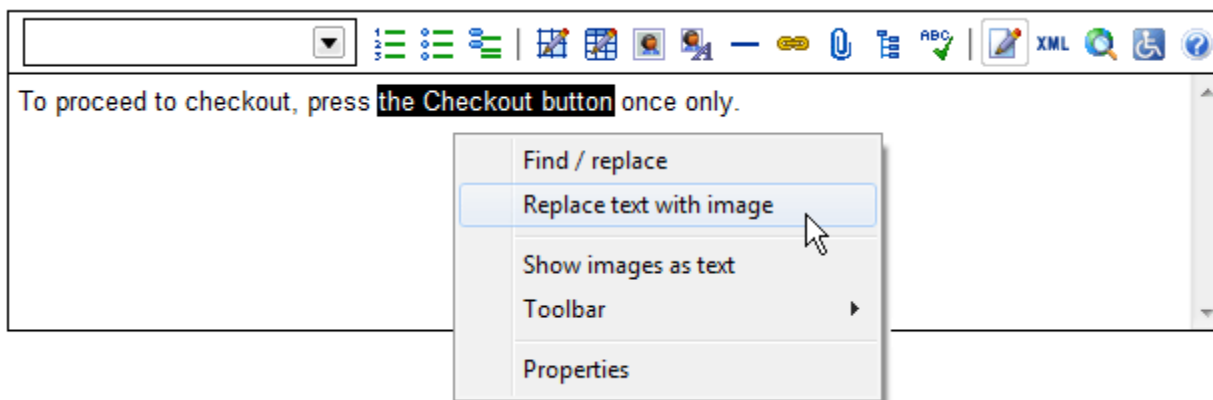 ABC XML
To proceed to checkout, press the Checkout button once only.
Find / replace
Replace text with image
Show images as text
Toolbar
Properties